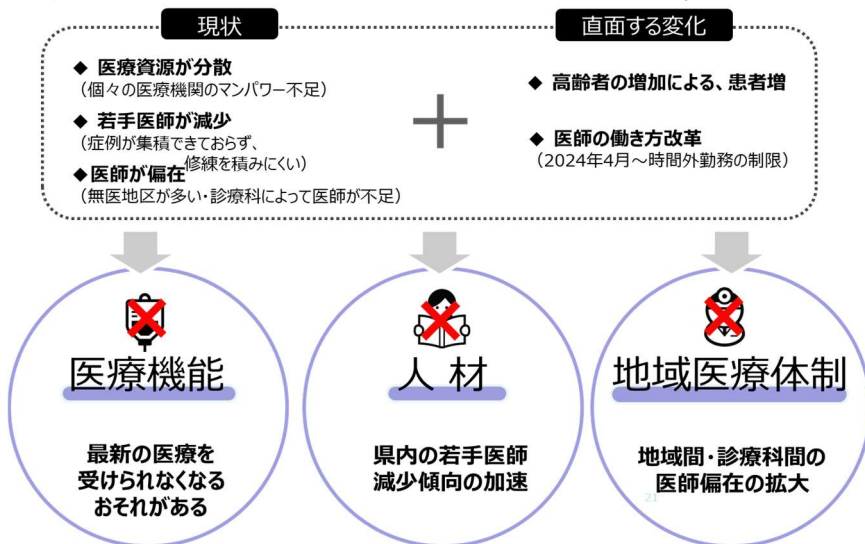 現状
◆ 医療資源が分散
（個々の医療機関のマンパワー不足）
◆ 若手医師が減少
（症例が集積できておらず、
修練を積みにくい）
◆医師が偏在
（無医地区が多い・診療科によって医師が不足）
直面する変化
◆ 高齢者の増加による、患者増
◆ 医師の働き方改革
（2024年4月～時間外勤務の制限）
医療機能
最新の医療を
受けられなくなる
おそれがある
人 材
県内の若手医師
減少傾向の加速
地域医療体制
地域間・診療科間の
医師偏在の拡大
21